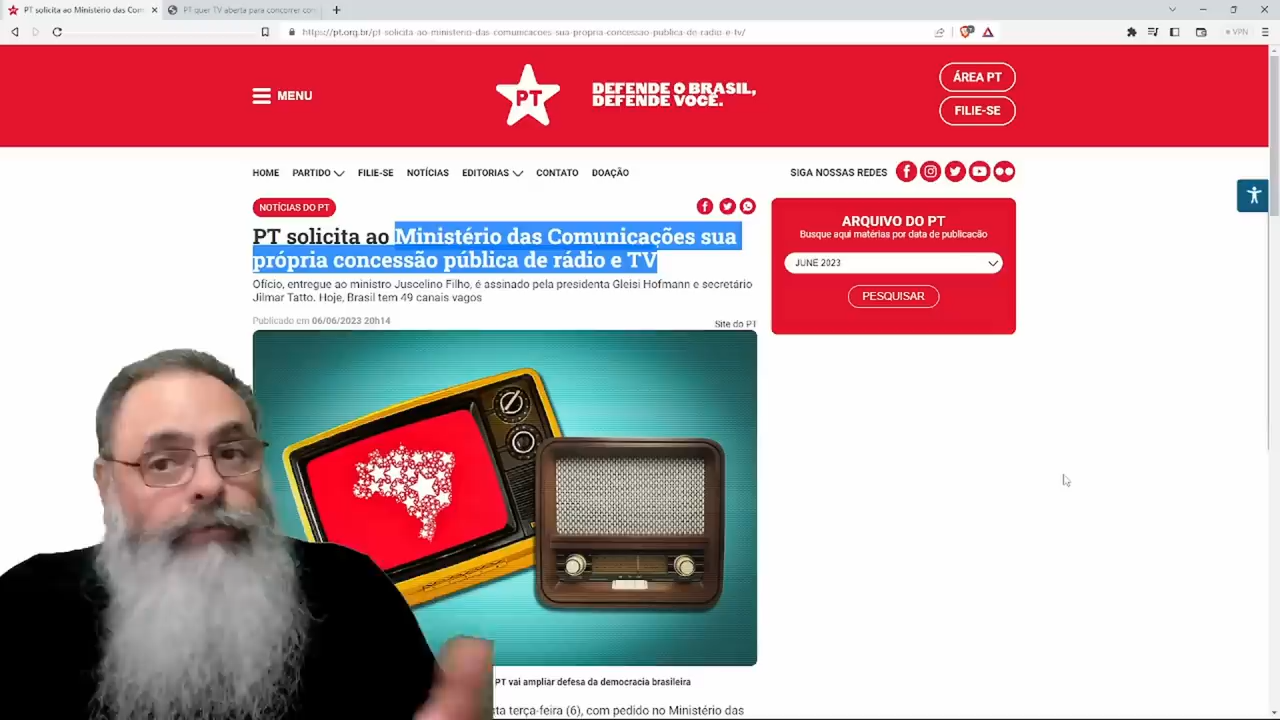 PT solicita ao Ministério das Com
PT quer TV aberta para concorrer con
https://pt.org.br/pt-solicita-ao-ministerio-das-comunicacoes-sua-propria-concessao-publica-de-radio-e-tv/
VPN
MENU
PT
DEFENDE O BRASIL,
DEFENDE VOCÊ.
ÁREA PT
FILIE-SE
HOME PARTIDO FILIE-SE NOTÍCIAS EDITORIAS CONTATO DOAÇÃO
SIGA NOSSAS REDES
NOTÍCIAS DO PT
PT solicita ao Ministério das Comunicações sua
própria concessão pública de rádio e TV
Ofício, entregue ao ministro Juscelino Filho, é assinado pela presidenta Gleisi Hofmann e secretário
Jilmar Tatto. Hoje, Brasil tem 49 canais vagos
Publicado em 06/06/2023 20h14
Site do PT
ARQUIVO DO PT
Busque aqui matérias por data de publicação
JUNE 2023
PESQUISAR
PT vai ampliar defesa da democracia brasileira
sta terça-feira (6), com pedido no Ministério das